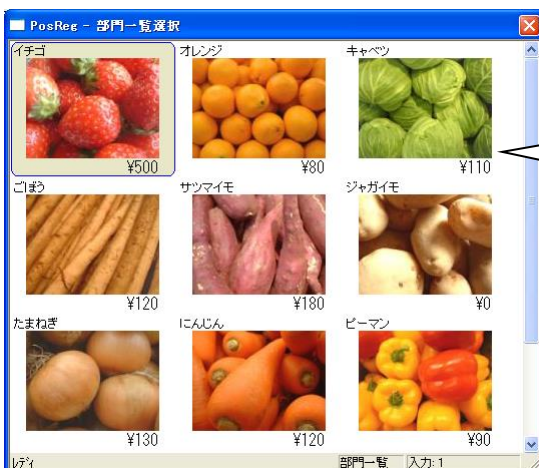 PosReg - 部門一覧選択
イチゴ
¥500
オレンジ
¥80
キャベツ
¥110
ごぼう
¥120
サツマイモ
¥180
ジャガイモ
¥0
たまねぎ
¥130
にんじん
¥120
ピーマン
¥90
レディ
部門一覧
入力: 1